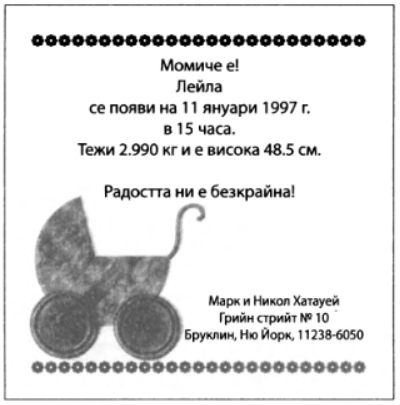 Момиче е!
Лейла
се появи на 11 януари 1997 г.
в 15 часа.
Тежи 2.990 кг и е висока 48.5 см.
Радостта ни е безкрайна!
Марк и Никол Хатауей
Грийн стрийт № 10
Бруклин, Ню Йорк, 11238-6050